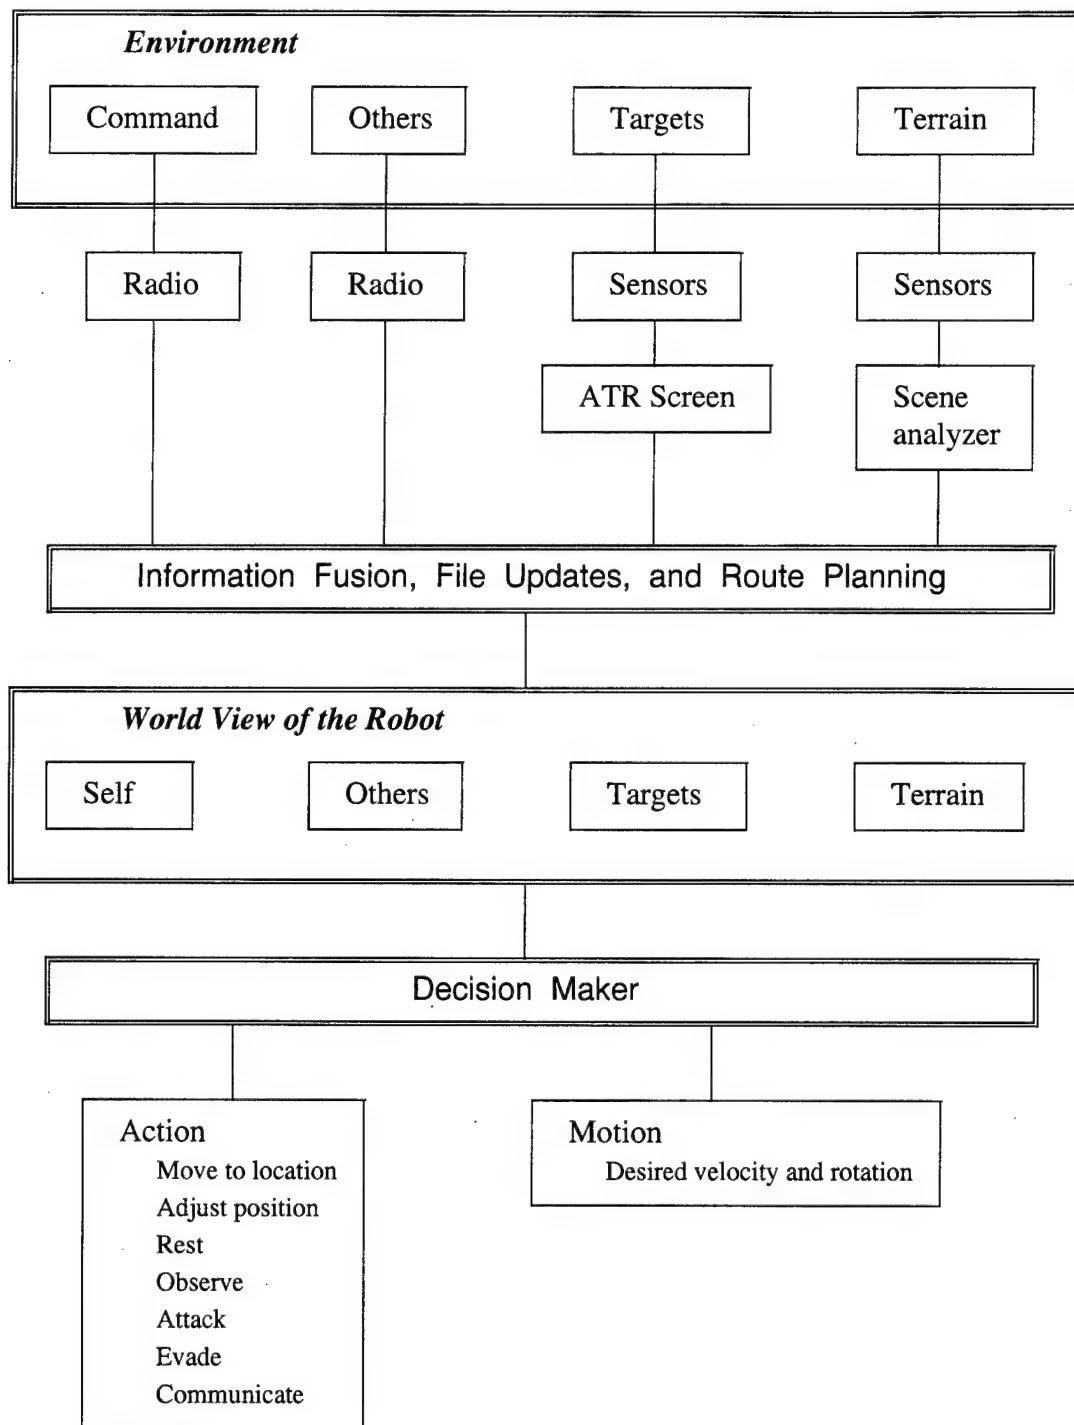 Environment
Command
Others
Targets
Terrain
Radio
Radio
Sensors
Sensors
ATR Screen
Scene
analyzer
Information Fusion, File Updates, and Route Planning
World View of the Robot
Self
Others
Targets
Terrain
Decision Maker
Action
Move to location
Adjust position
Rest
Observe
Attack
Evade
Communicate
Motion
Desired velocity and rotation